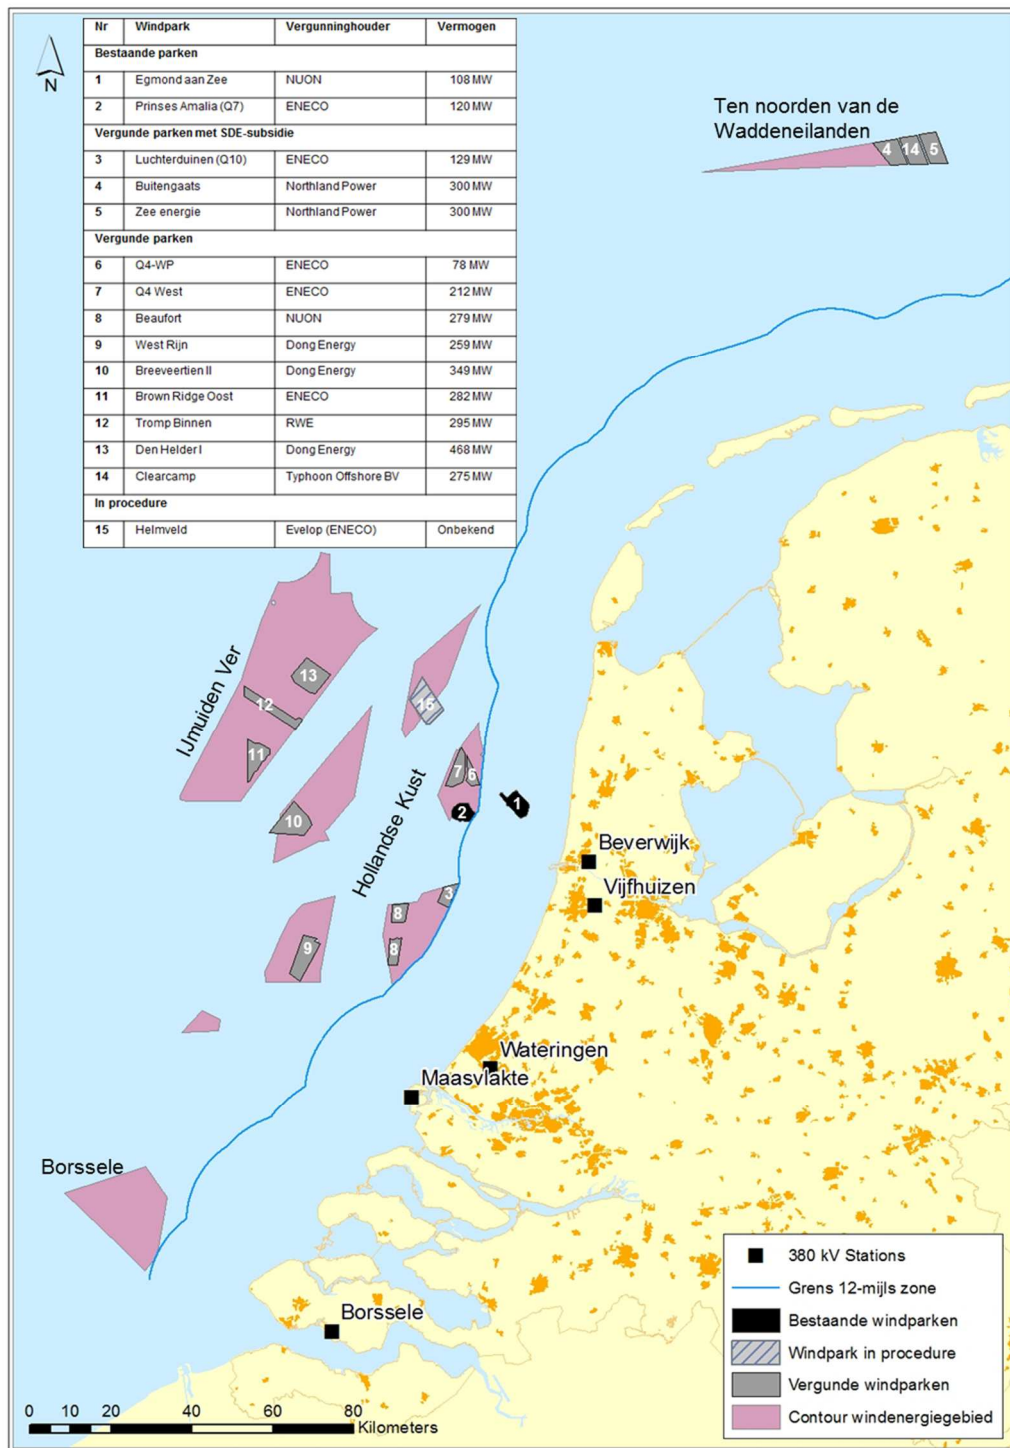 Nr Windpark Vergunninghouder Vermogen
Bestaande parken
1 Egmond aan Zee NUON 108 MW
2 Prinses Amalia (Q7) ENECO 120 MW
Vergunde parken met SDE-subsidie
3 Luchterduinen (Q10) ENECO 129 MW
4 Buitengaats Northland Power 300 MW
5 Zee energie Northland Power 300 MW
Vergunde parken
6 Q4-WP ENECO 78 MW
7 Q4 West ENECO 212 MW
8 Beaufort NUON 279 MW
9 West Rijn Dong Energy 259 MW
10 Breeveertien II Dong Energy 349 MW
11 Brown Ridge Oost ENECO 282 MW
12 Tromp Binnen RWE 295 MW
13 Den Helder I Dong Energy 468 MW
14 Clearcamp Typhoon Offshore BV 275 MW
In procedure
15 Helmveld Evelop (ENECO) Onbekend
N
Ten noorden van de
Waddeneilanden
4 14 5
IJmuiden Ver
13
12
15
11
7 6
2 1
10
Hollandse Kust
Beverwijk
Vijfhuizen
3
8
8
9
Wateringen
Maasvlakte
Borssele
Borssele
380 kV Stations
Grens 12-mijls zone
Bestaande windparken
Windpark in procedure
Vergunde windparken
Contour windenergiegebied
0 10 20 40 60 80
Kilometers